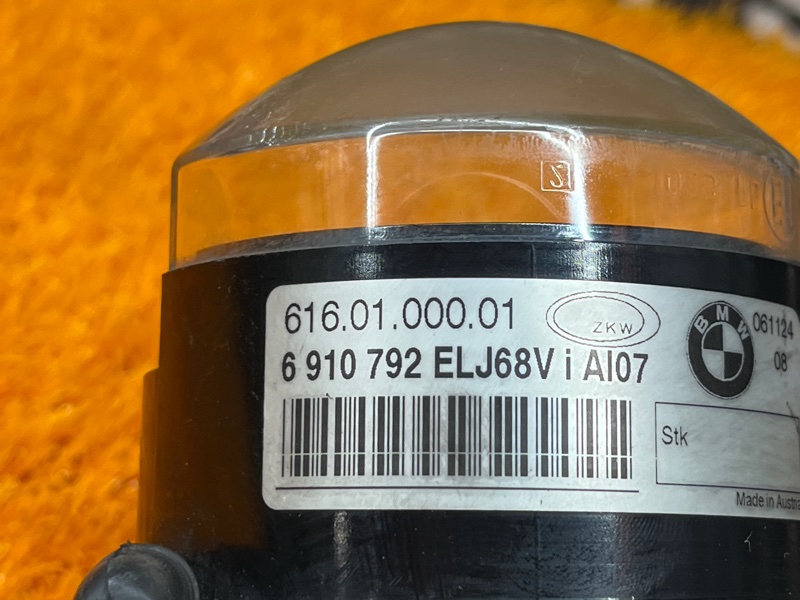 616.01.000.01
ZKW
BMW
061124
08
6 910 792 ELJ68V i AI07
Stk
Made in Austria